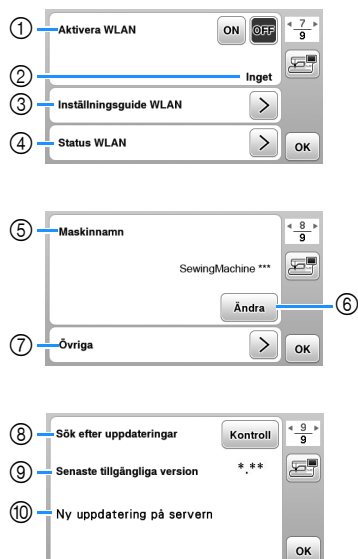 ① Aktivera WLAN ON OFF 7
9
② Inget
③ Inställningsguide WLAN >
④ Status WLAN > OK
⑤ Maskinnamn 8
9
SewingMachine ***
Ändra ⑥
⑦ Övriga > OK
⑧ Sök efter uppdateringar Kontroll 9
9
⑨ Senaste tillgängliga version *.**
⑩ Ny uppdatering på servern
OK